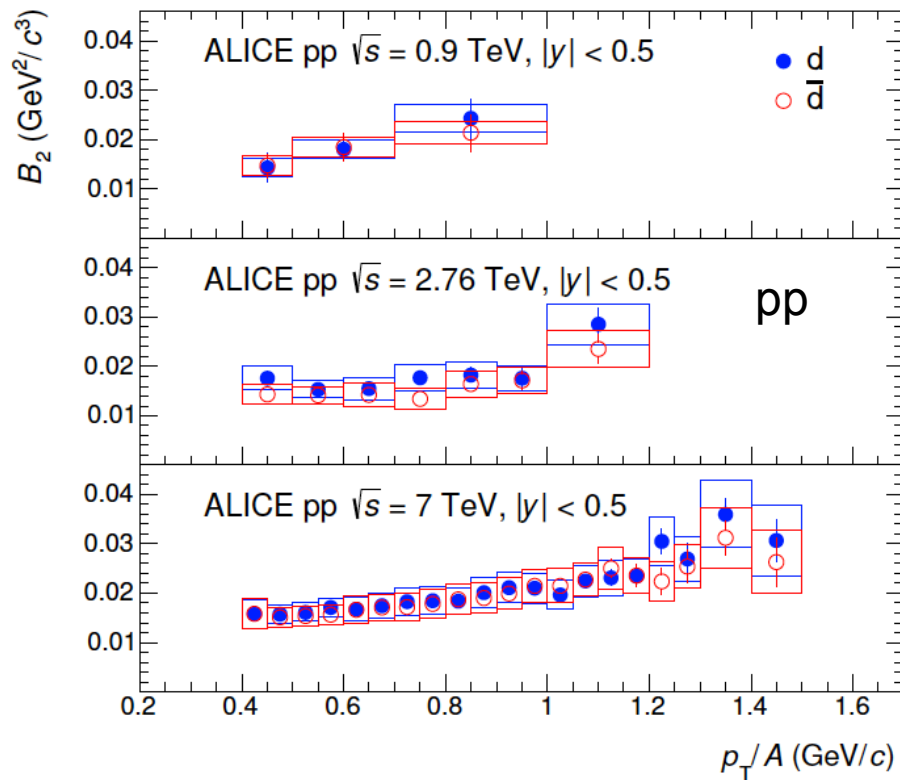 B₂ (GeV²/c³)
0.04
0.03
0.02
0.01
ALICE pp √s = 0.9 TeV, |y| < 0.5
d
d̅
0.04
0.03
0.02
0.01
ALICE pp √s = 2.76 TeV, |y| < 0.5
pp
0.04
0.03
0.02
0.01
ALICE pp √s = 7 TeV, |y| < 0.5
0.2 0.4 0.6 0.8 1 1.2 1.4 1.6
p_T/A (GeV/c)